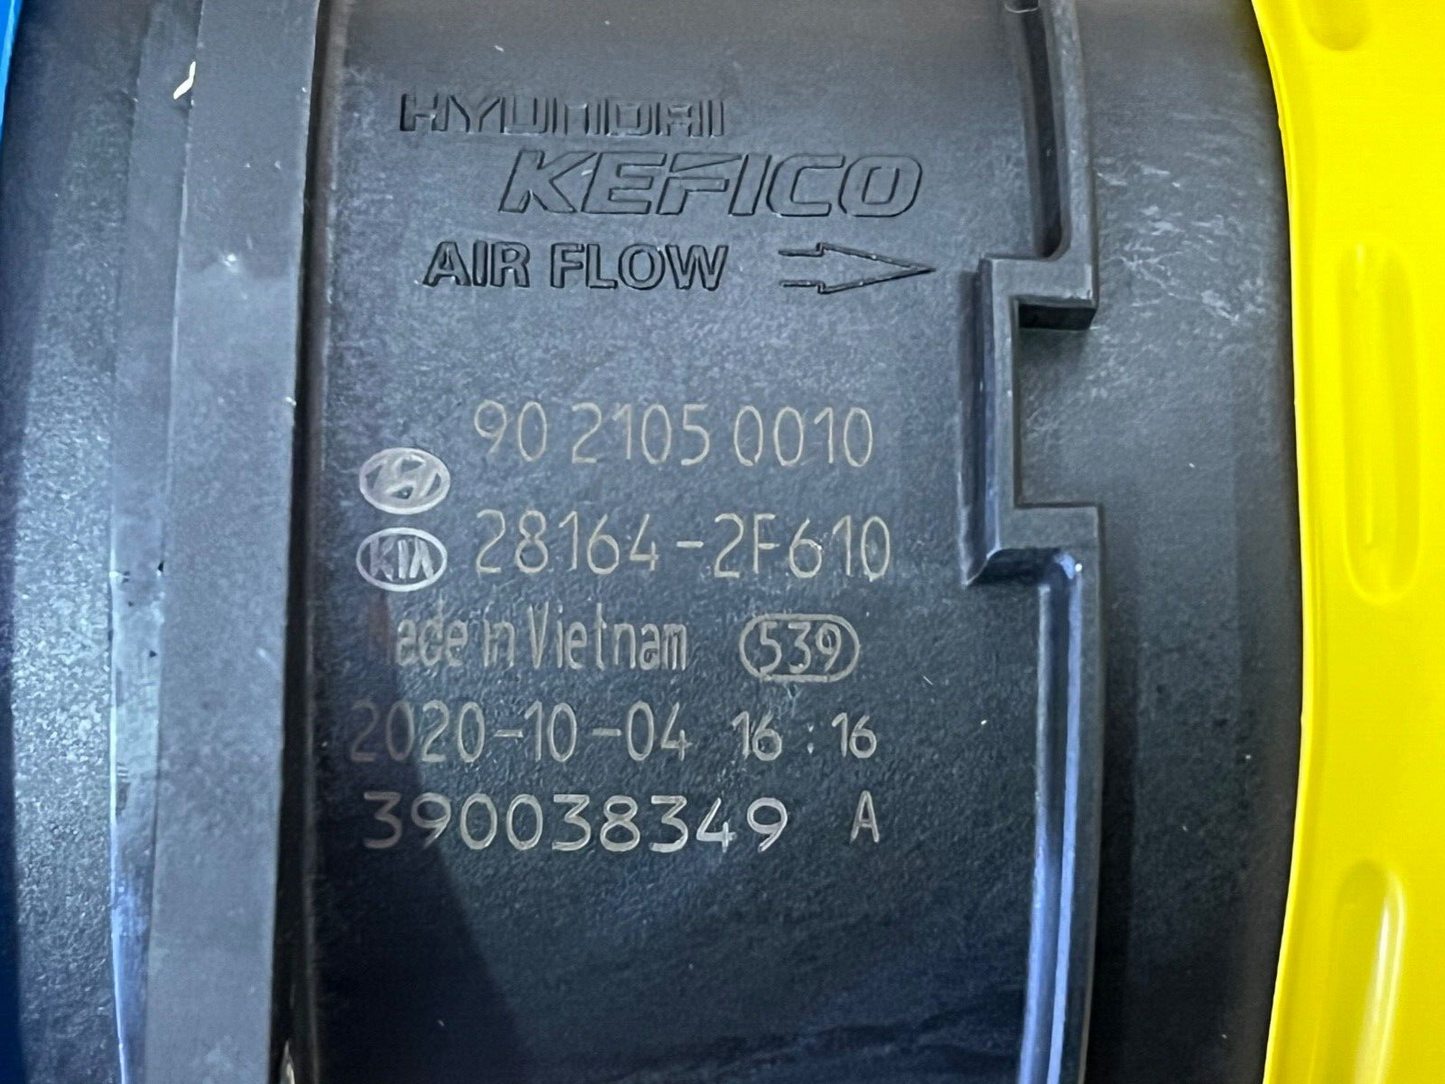 HYUNDAI
KEFICO
AIR FLOW
90 2105 0010
KIA 28164-2F610
Made in Vietnam 539
2020-10-04 16:16
390038349 A